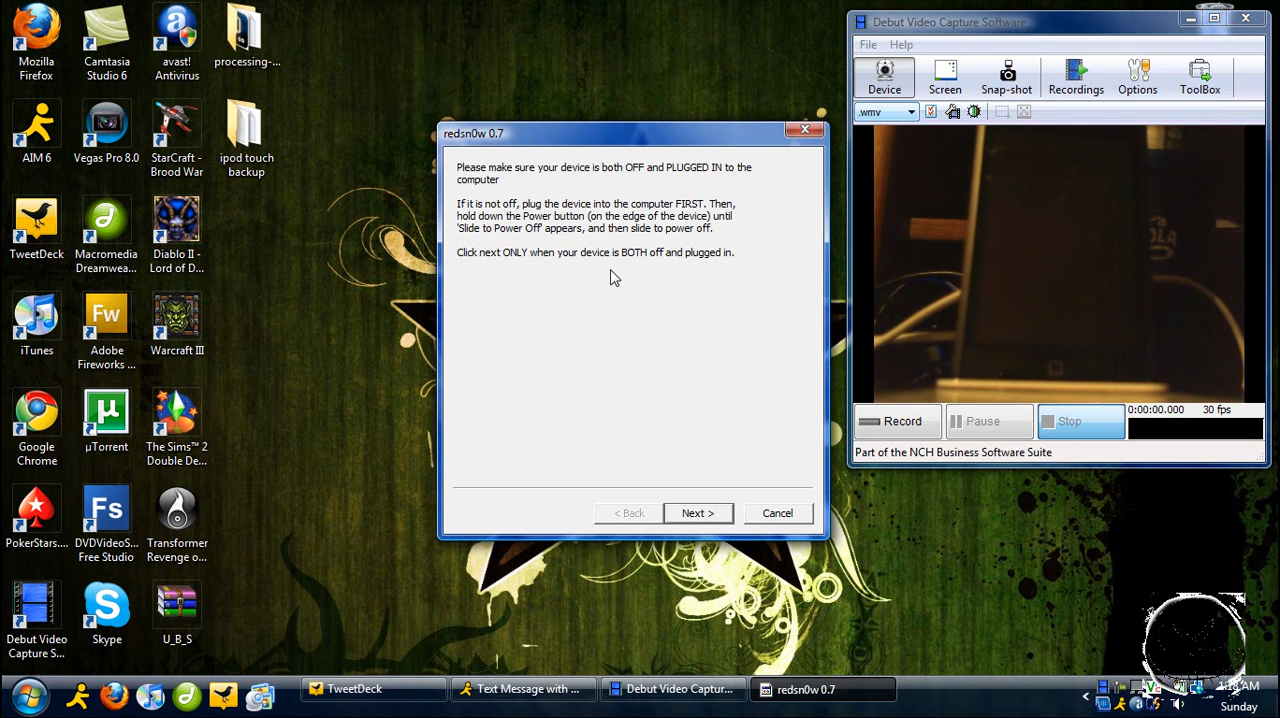 Mozilla
Firefox
Camtasia
Studio 6
avast!
Antivirus
processing-...
AIM 6
Vegas Pro 8.0
StarCraft -
Brood War
ipod touch
backup
TweetDeck
Macromedia
Dreamwea...
Diablo II -
Lord of D...
iTunes
Fw
Adobe
Fireworks ...
Warcraft III
Google
Chrome
µ
µTorrent
The Sims™ 2
Double De...
PokerStars....
Fs
DVDVideoS...
Free Studio
Transformer
Revenge o...
Debut Video
Capture S...
Skype
U_B_S
redsn0w 0.7
Please make sure your device is both OFF and PLUGGED IN to the
computer
If it is not off, plug the device into the computer FIRST. Then,
hold down the Power button (on the edge of the device) until
'Slide to Power Off' appears, and then slide to power off.
Click next ONLY when your device is BOTH off and plugged in.
< Back
Next >
Cancel
Debut Video Capture Software
File Help
Device
Screen
Snap-shot
Recordings
Options
ToolBox
.wmv
Record
Pause
Stop
0:00:00.000
30 fps
Part of the NCH Business Software Suite
TweetDeck
Text Message with ...
Debut Video Captur...
redsn0w 0.7
AM
Sunday